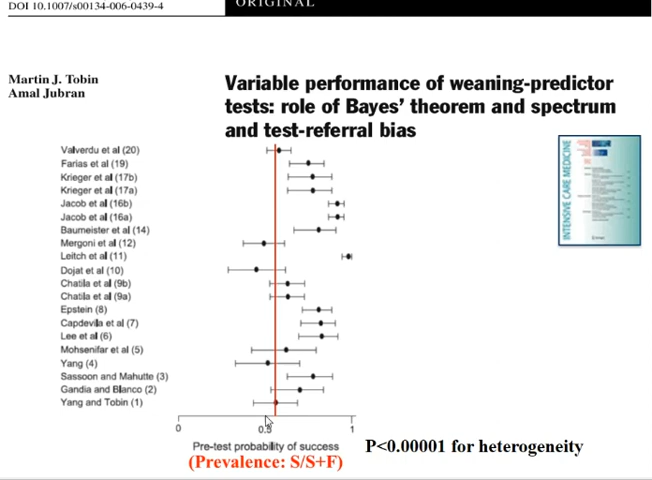 DOI 10.1007/s00134-006-0439-4
ORIGINAL
Martin J. Tobin
Amal Jubran
Variable performance of weaning-predictor
tests: role of Bayes’ theorem and spectrum
and test-referral bias
INTENSIVE CARE MEDICINE
Valverdu et al (20)
Farias et al (19)
Krieger et al (17b)
Krieger et al (17a)
Jacob et al (16b)
Jacob et al (16a)
Baumeister et al (14)
Mergoni et al (12)
Leitch et al (11)
Dojat et al (10)
Chatila et al (9b)
Chatila et al (9a)
Epstein (8)
Capdevila et al (7)
Lee et al (6)
Mohsenifar et al (5)
Yang (4)
Sassoon and Mahutte (3)
Gandia and Blanco (2)
Yang and Tobin (1)
0 0.5 1
Pre-test probability of success
(Prevalence: S/S+F)
P<0.00001 for heterogeneity